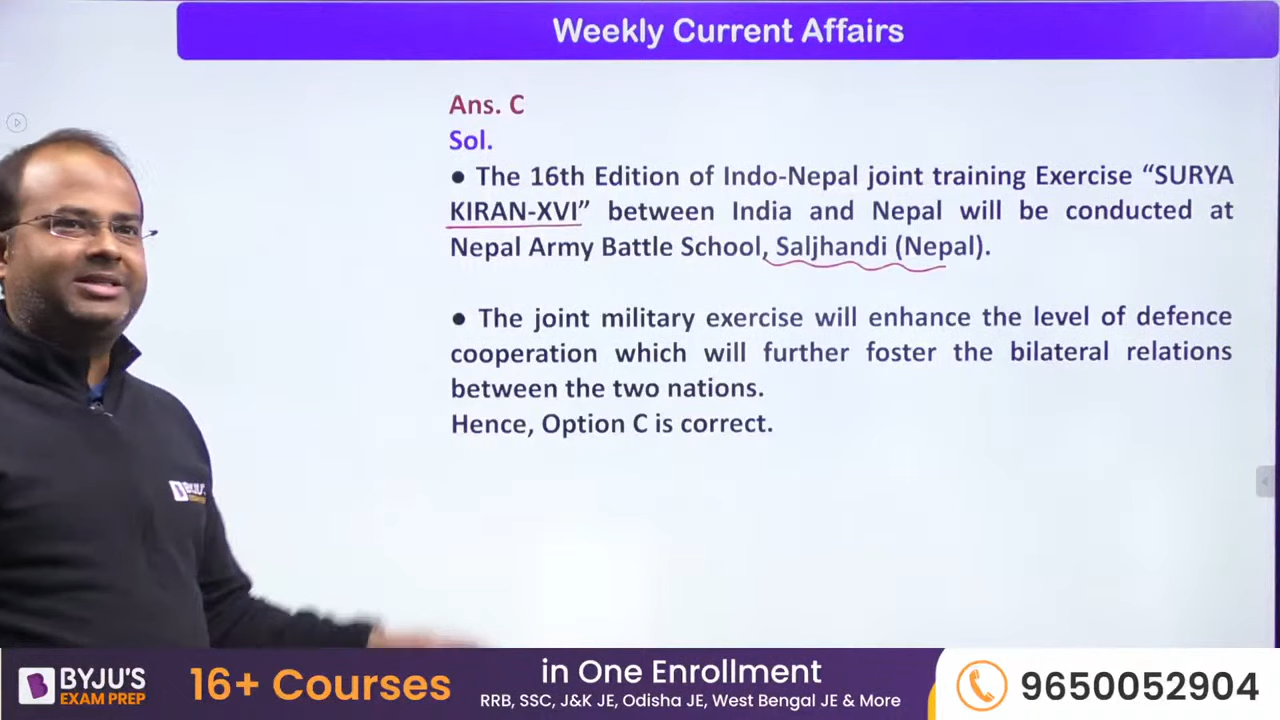 Weekly Current Affairs
Ans. C
Sol.
● The 16th Edition of Indo-Nepal joint training Exercise “SURYA
KIRAN-XVI” between India and Nepal will be conducted at
Nepal Army Battle School, Saljhandi (Nepal).
● The joint military exercise will enhance the level of defence
cooperation which will further foster the bilateral relations
between the two nations.
Hence, Option C is correct.
BYJU'S
BYJU'S
EXAM PREP
16+ Courses
in One Enrollment
RRB, SSC, J&K JE, Odisha JE, West Bengal JE & More
9650052904